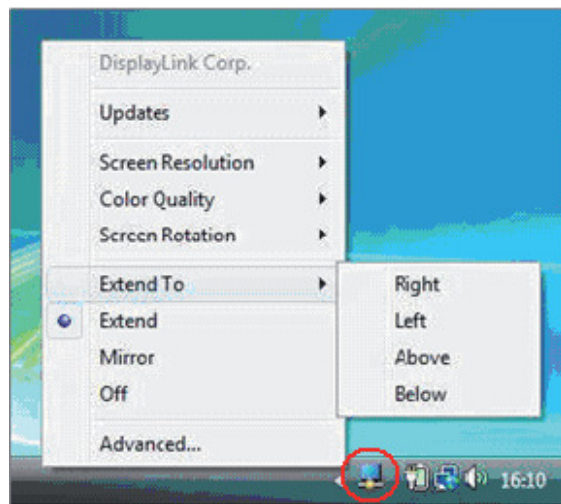 DisplayLink Corp.
Updates
Screen Resolution
Color Quality
Screen Rotation
Extend To
Right
Extend
Left
Mirror
Above
Off
Below
Advanced...
16:10